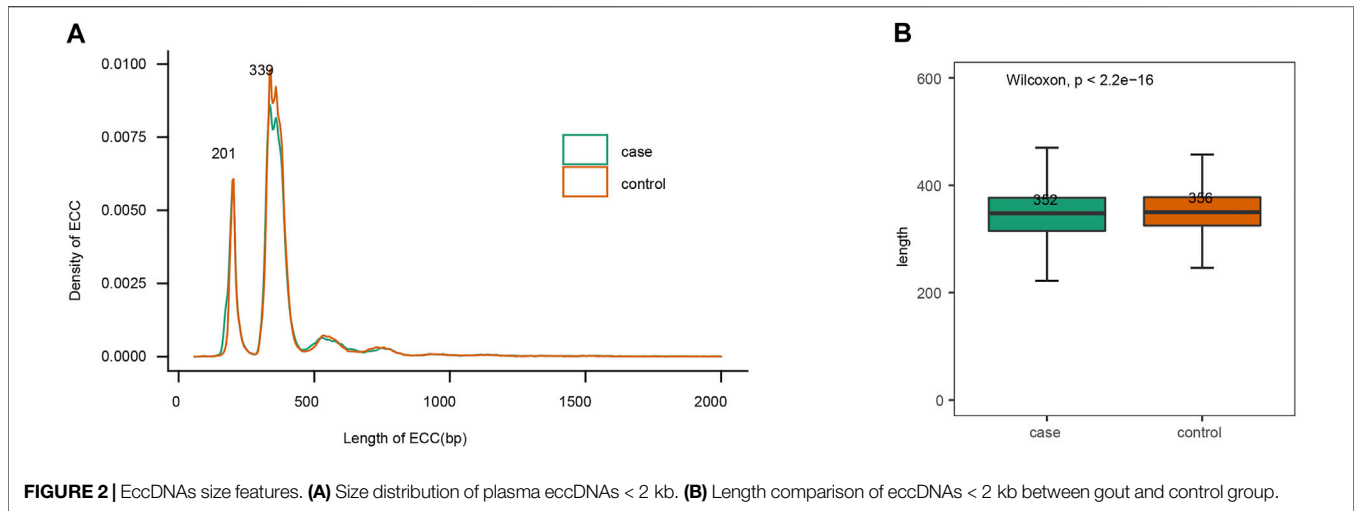 A
0.0100
0.0075
0.0050
0.0025
0.0000
Density of ECC
201
339
case
control
0
500
1000
1500
2000
Length of ECC(bp)
B
600
400
200
0
length
Wilcoxon, p < 2.2e−16
352
356
case
control
FIGURE 2 | EccDNAs size features. (A) Size distribution of plasma eccDNAs < 2 kb. (B) Length comparison of eccDNAs < 2 kb between gout and control group.